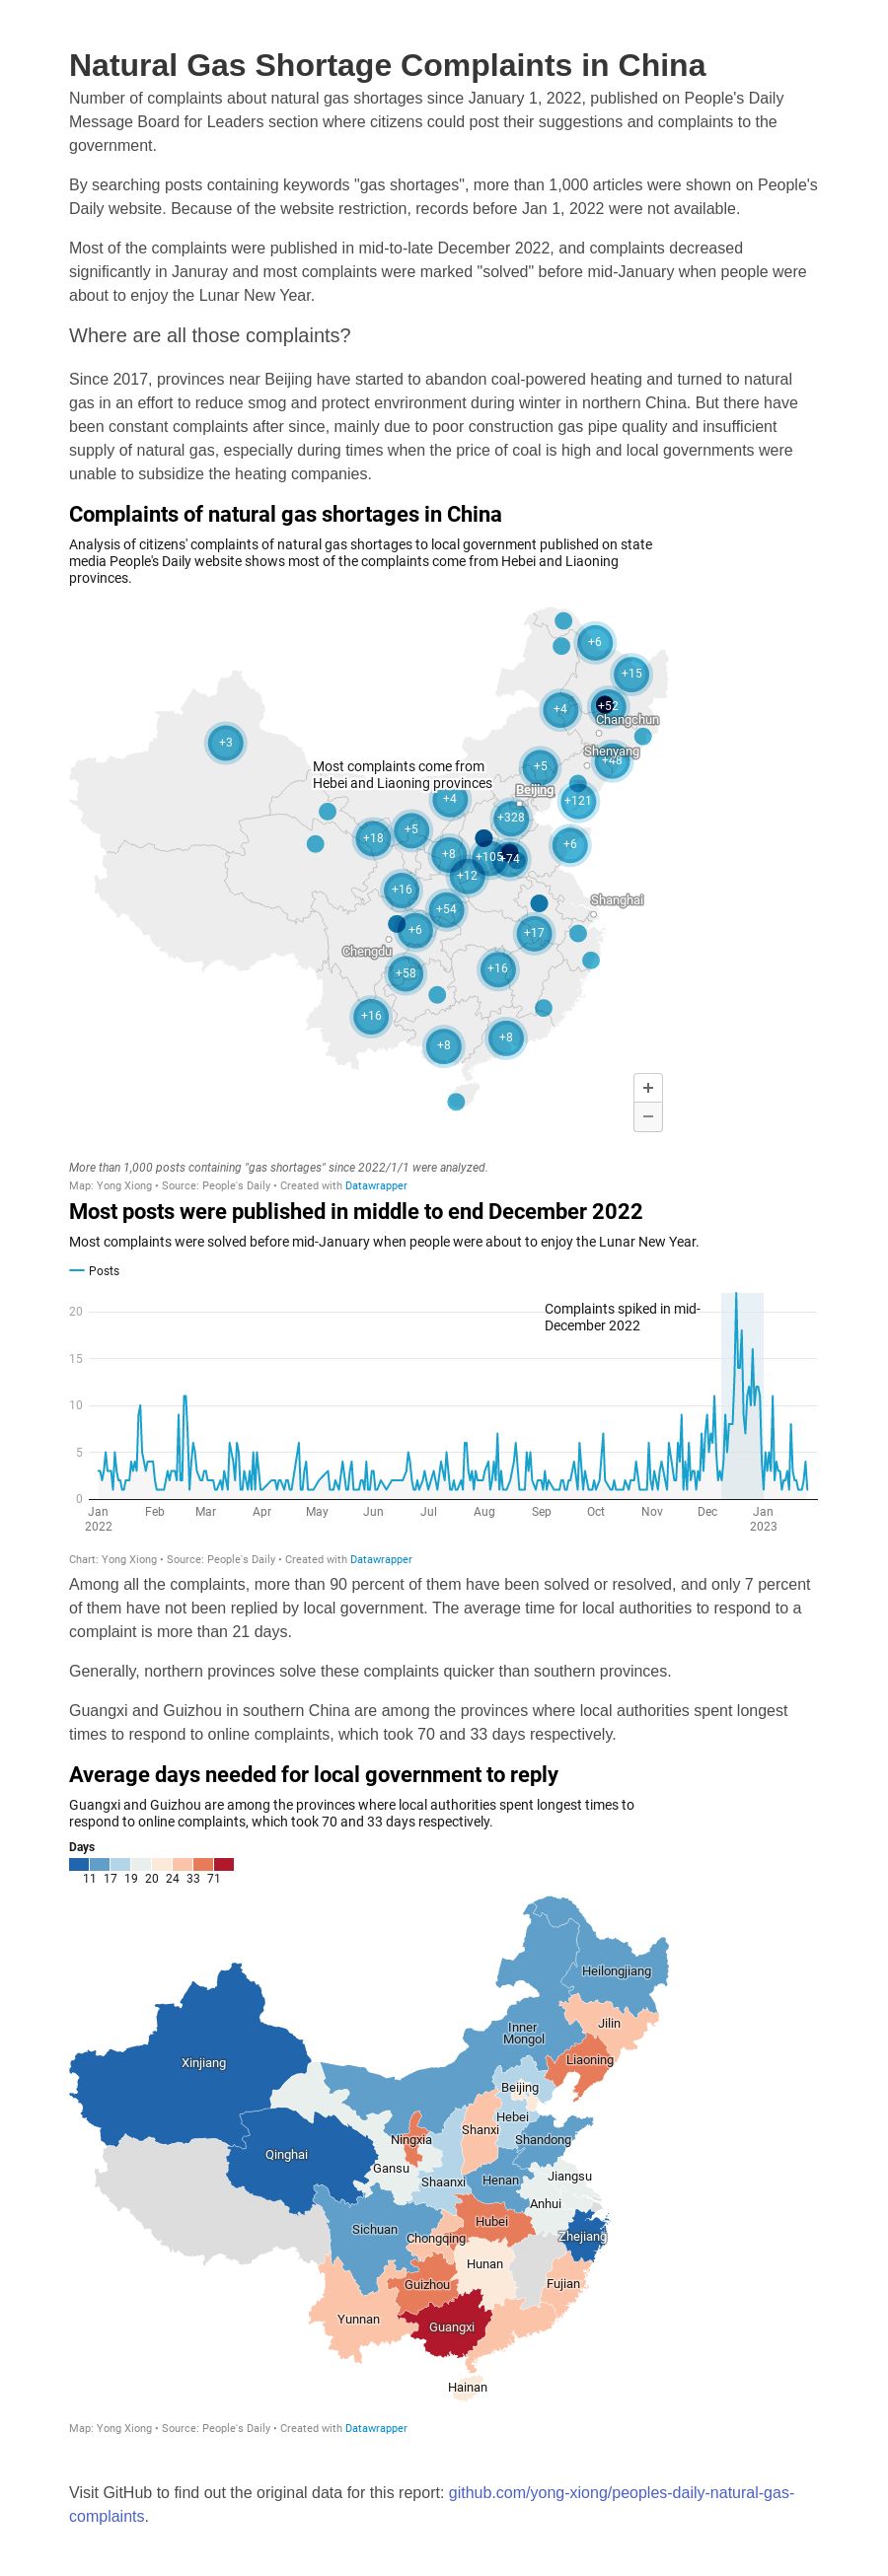 Natural Gas Shortage Complaints in China
Number of complaints about natural gas shortages since January 1, 2022, published on People's Daily
Message Board for Leaders section where citizens could post their suggestions and complaints to the
government.
By searching posts containing keywords "gas shortages", more than 1,000 articles were shown on People's
Daily website. Because of the website restriction, records before Jan 1, 2022 were not available.
Most of the complaints were published in mid-to-late December 2022, and complaints decreased
significantly in Januray and most complaints were marked "solved" before mid-January when people were
about to enjoy the Lunar New Year.
Where are all those complaints?
Since 2017, provinces near Beijing have started to abandon coal-powered heating and turned to natural
gas in an effort to reduce smog and protect envrironment during winter in northern China. But there have
been constant complaints after since, mainly due to poor construction gas pipe quality and insufficient
supply of natural gas, especially during times when the price of coal is high and local governments were
unable to subsidize the heating companies.
Complaints of natural gas shortages in China
Analysis of citizens' complaints of natural gas shortages to local government published on state
media People's Daily website shows most of the complaints come from Hebei and Liaoning
provinces.
+6
+15
+4
+52
Changchun
+3
Shenyang
+48
Most complaints come from
Hebei and Liaoning provinces
+5
Beijing
+4
+121
+328
+5
+18
+6
+8
+105
+74
+12
+16
Shanghai
+54
+6
+17
Chengdu
+16
+58
+16
+8
+8
+
−
More than 1,000 posts containing "gas shortages" since 2022/1/1 were analyzed.
Map: Yong Xiong • Source: People's Daily • Created with Datawrapper
Most posts were published in middle to end December 2022
Most complaints were solved before mid-January when people were about to enjoy the Lunar New Year.
Posts
Complaints spiked in mid-
December 2022
20
15
10
5
0
Jan Feb Mar Apr May Jun Jul Aug Sep Oct Nov Dec Jan
2022 2023
Chart: Yong Xiong • Source: People's Daily • Created with Datawrapper
Among all the complaints, more than 90 percent of them have been solved or resolved, and only 7 percent
of them have not been replied by local government. The average time for local authorities to respond to a
complaint is more than 21 days.
Generally, northern provinces solve these complaints quicker than southern provinces.
Guangxi and Guizhou in southern China are among the provinces where local authorities spent longest
times to respond to online complaints, which took 70 and 33 days respectively.
Average days needed for local government to reply
Guangxi and Guizhou are among the provinces where local authorities spent longest times to
respond to online complaints, which took 70 and 33 days respectively.
Days
11 17 19 20 24 33 71
Heilongjiang
Jilin
Inner
Mongol
Liaoning
Xinjiang
Beijing
Hebei
Shanxi
Ningxia
Shandong
Qinghai
Gansu
Shaanxi
Henan
Jiangsu
Anhui
Hubei
Sichuan
Chongqing
Zhejiang
Hunan
Guizhou
Fujian
Yunnan
Guangxi
Hainan
Map: Yong Xiong • Source: People's Daily • Created with Datawrapper
Visit GitHub to find out the original data for this report: github.com/yong-xiong/peoples-daily-natural-gas-
complaints.